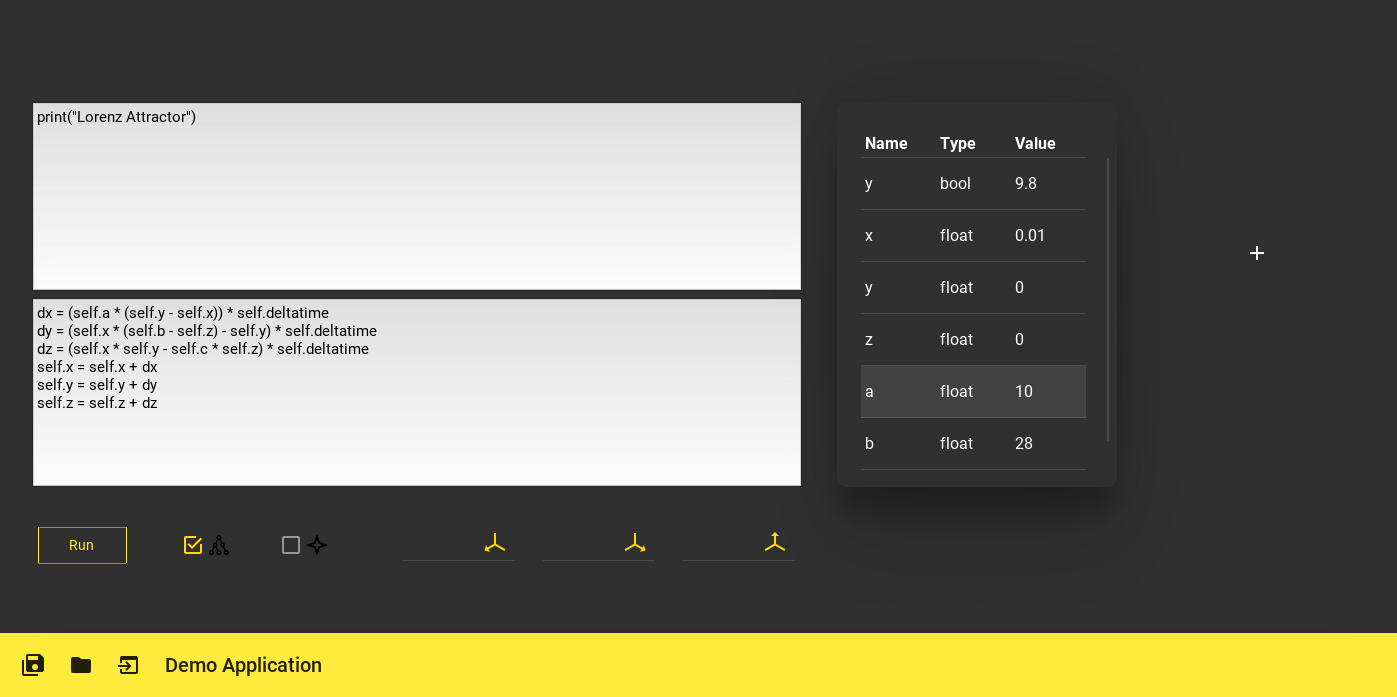 print("Lorenz Attractor")
dx = (self.a * (self.y - self.x)) * self.deltatime
dy = (self.x * (self.b - self.z) - self.y) * self.deltatime
dz = (self.x * self.y - self.c * self.z) * self.deltatime
self.x = self.x + dx
self.y = self.y + dy
self.z = self.z + dz
Name Type Value
y bool 9.8
x float 0.01
y float 0
z float 0
a float 10
b float 28
Run
Demo Application